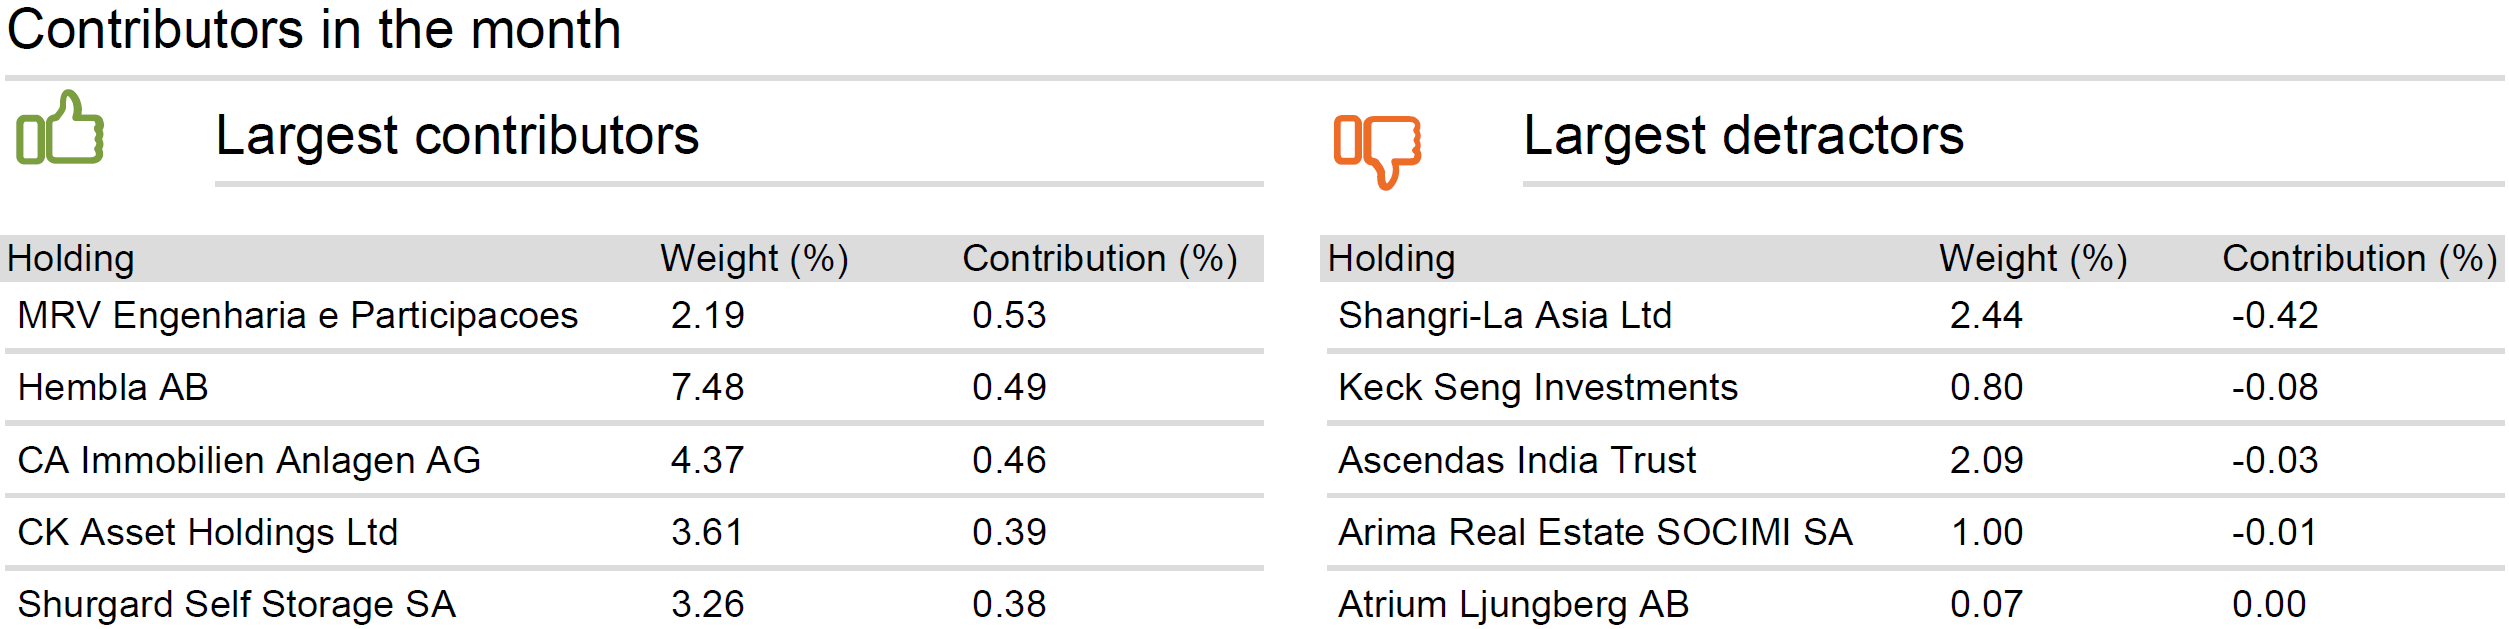 Contributors in the month
Largest contributors
Holding Weight (%) Contribution (%)
MRV Engenharia e Participacoes 2.19 0.53
Hembla AB 7.48 0.49
CA Immobilien Anlagen AG 4.37 0.46
CK Asset Holdings Ltd 3.61 0.39
Shurgard Self Storage SA 3.26 0.38
Largest detractors
Holding Weight (%) Contribution (%)
Shangri-La Asia Ltd 2.44 -0.42
Keck Seng Investments 0.80 -0.08
Ascendas India Trust 2.09 -0.03
Arima Real Estate SOCIMI SA 1.00 -0.01
Atrium Ljungberg AB 0.07 0.00